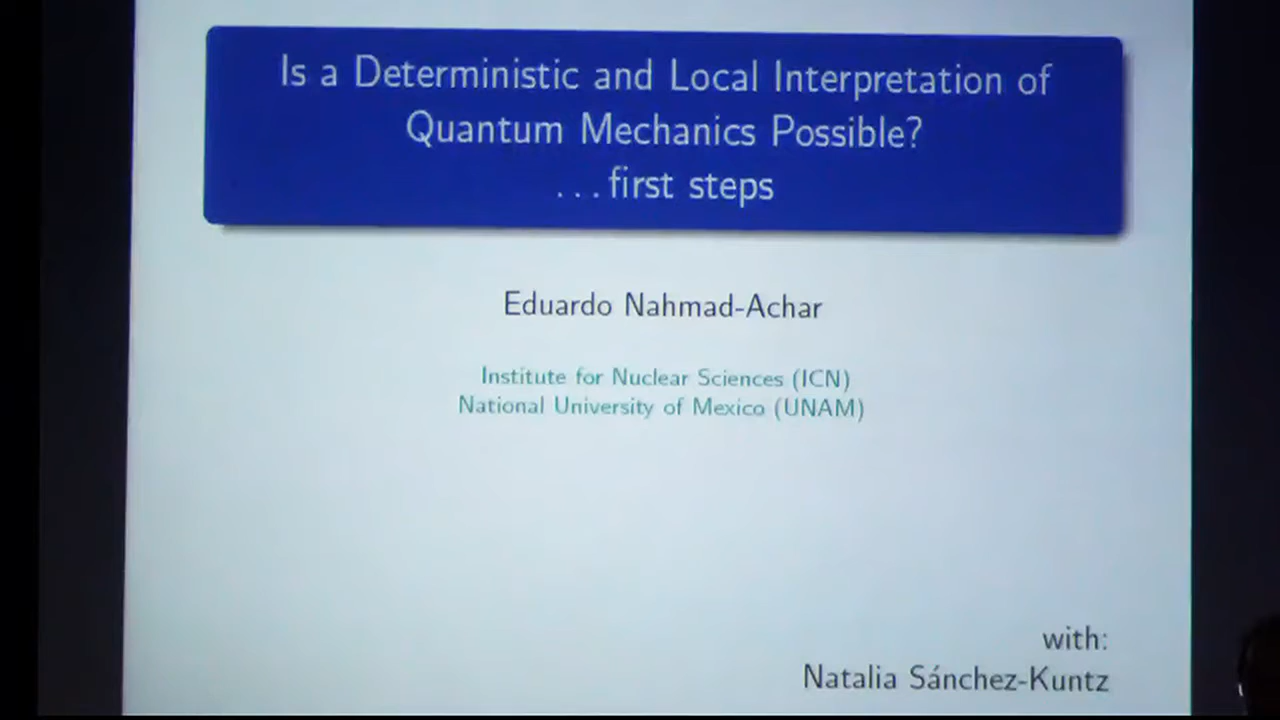 Is a Deterministic and Local Interpretation of
Quantum Mechanics Possible?
...first steps
Eduardo Nahmad-Achar
Institute for Nuclear Sciences (ICN)
National University of Mexico (UNAM)
with:
Natalia Sánchez-Kuntz